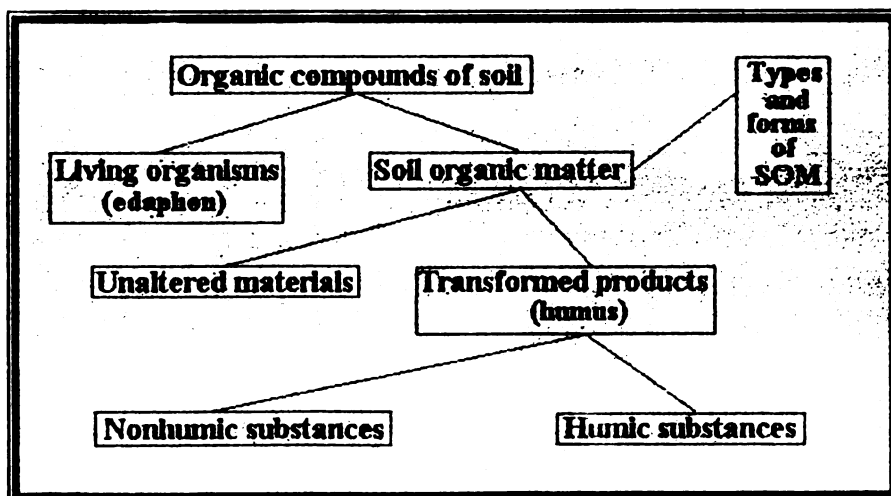 Organic compounds of soil
Types
and
forms
of
SOM
Living organisms
(edaphon)
Soil organic matter
Unaltered materials
Transformed products
(humus)
Nonhumic substances
Humic substances